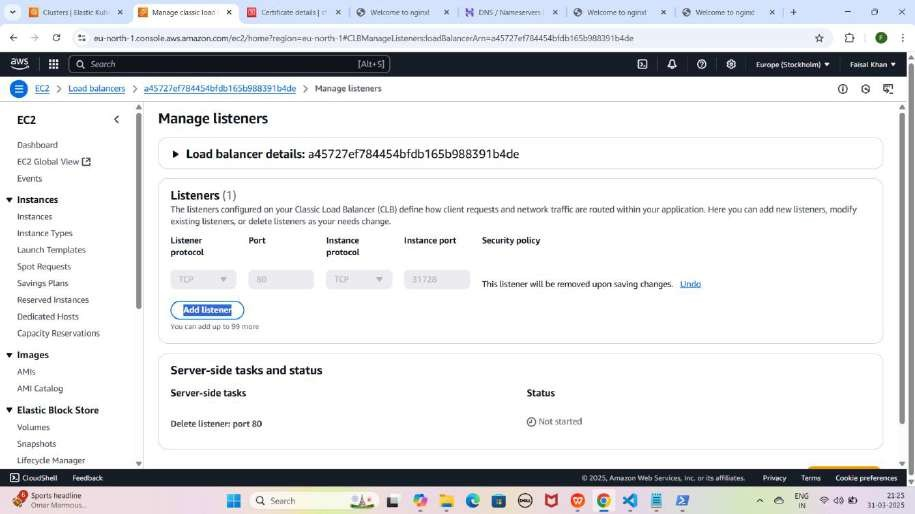 Clusters | Elastic Kub
Manage classic load
Certificate details | c
Welcome to nginx!
DNS / Nameservers
Welcome to nginx!
Welcome to nginx!
eu-north-1.console.aws.amazon.com/ec2/home?region=eu-north-1#CLBManageListeners:loadBalancerArn=a45727ef784454bfdb165b988391b4de
F
aws
Search [Alt+S]
Europe (Stockholm)
Faisal Khan
EC2 > Load balancers > a45727ef784454bfdb165b988391b4de > Manage listeners
EC2
Dashboard
EC2 Global View
Events
Instances
Instances
Instance Types
Launch Templates
Spot Requests
Savings Plans
Reserved Instances
Dedicated Hosts
Capacity Reservations
Images
AMIs
AMI Catalog
Elastic Block Store
Volumes
Snapshots
Lifecycle Manager
Manage listeners
Load balancer details: a45727ef784454bfdb165b988391b4de
Listeners (1)
The listeners configured on your Classic Load Balancer (CLB) define how client requests and network traffic are routed within your application. Here you can add new listeners, modify
existing listeners, or delete listeners as your needs change.
Listener protocol
Port
Instance protocol
Instance port
Security policy
TCP
80
TCP
31728
This listener will be removed upon saving changes. Undo
Add listener
You can add up to 99 more
Server-side tasks and status
Server-side tasks
Status
Delete listener: port 80
Not started
CloudShell
Feedback
© 2025, Amazon Web Services, Inc. or its affiliates.
Privacy
Terms
Cookie preferences
6
Sports headline
Omar Marmous...
Search
DELL
ENG
IN
21:25
31-03-2025